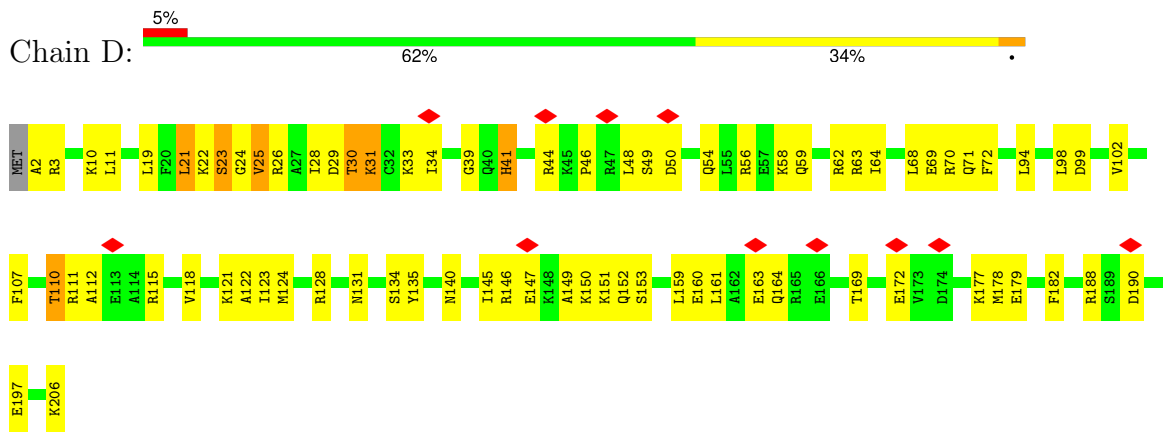 5%
Chain D:
62% 34% •
MET A2 R3 K10 L11 L19 F20 L21 K22 S23 G24 V25 R26 A27 I28 D29 T30 K31 C32 K33 I34 G39 Q40 H41 R44 K45 P46 R47 L48 S49 D50 Q54 L55 R56 E57 K58 Q59 R62 R63 I64 L68 E69 R70 Q71 F72 L94 L98 D99 V102
F107 T110 R111 A112 E113 A114 R115 V118 K121 A122 I123 M124 R128 N131 S134 Y135 N140 I145 R146 E147 K148 A149 K150 K151 Q152 S153 L159 E160 L161 A162 E163 Q164 R165 E166 T169 E172 V173 D174 K177 M178 E179 F182 R188 S189 D190
E197 K206